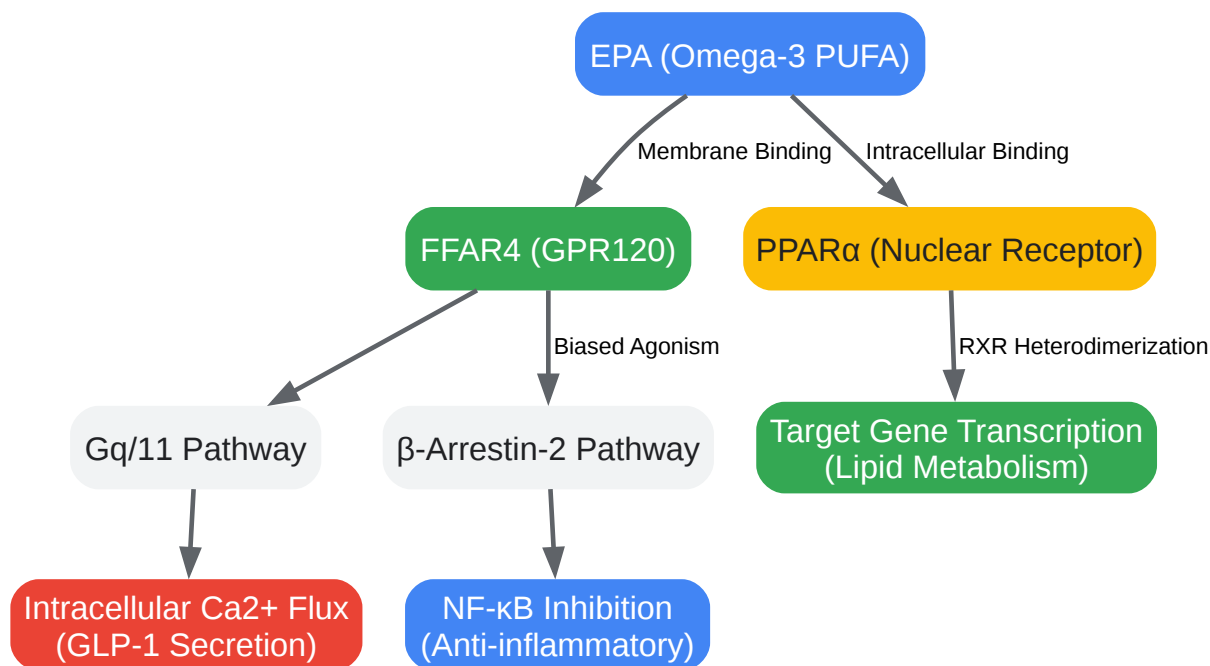 EPA (Omega-3 PUFA)
Membrane Binding
Intracellular Binding
FFAR4 (GPR120)
PPARα (Nuclear Receptor)
Biased Agonism
RXR Heterodimerization
Gq/11 Pathway
β-Arrestin-2 Pathway
Target Gene Transcription
(Lipid Metabolism)
Intracellular Ca2+ Flux
(GLP-1 Secretion)
NF-κB Inhibition
(Anti-inflammatory)